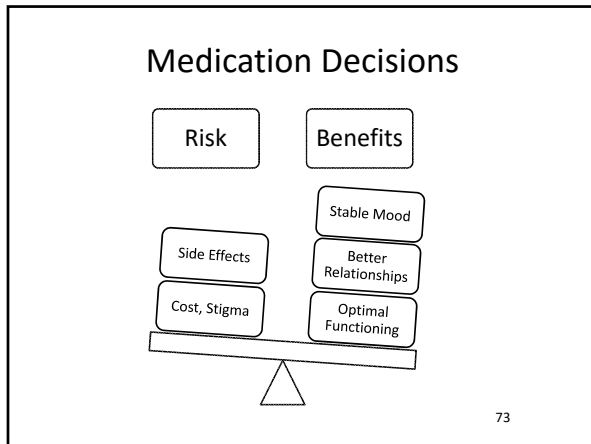 Medication Decisions
Risk
Benefits
Side Effects
Cost, Stigma
Stable Mood
Better
Relationships
Optimal
Functioning
73